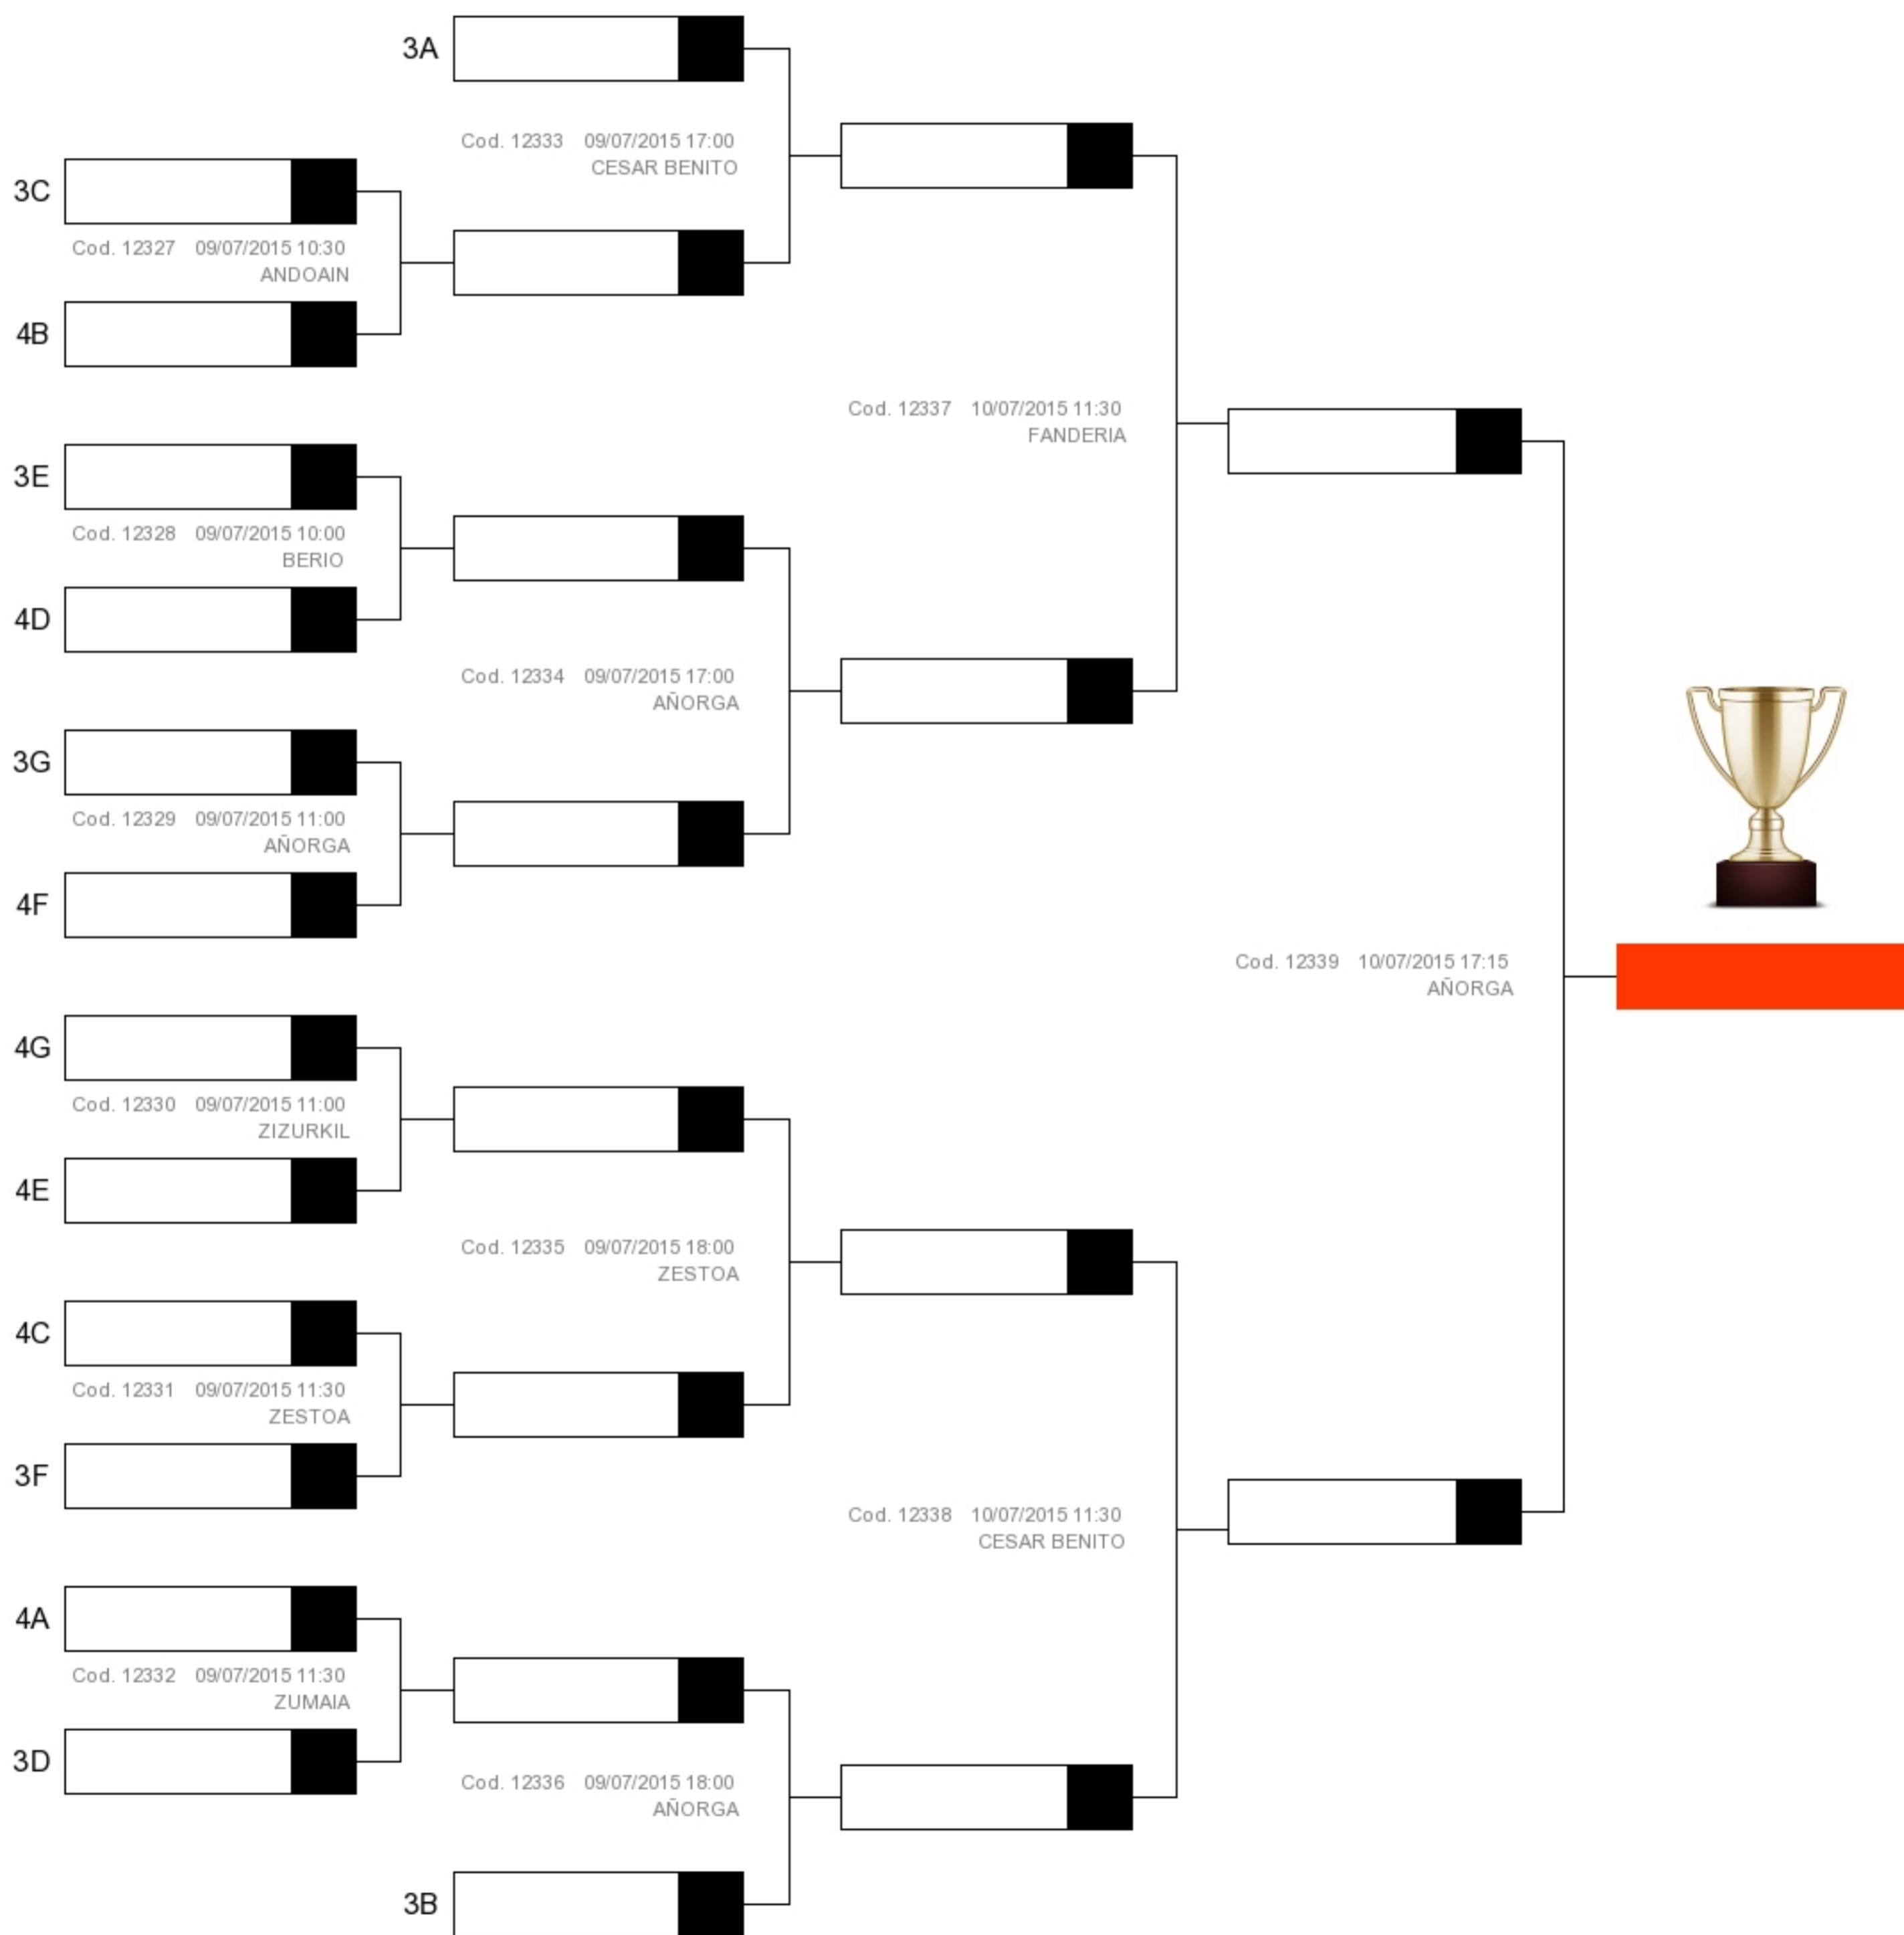 3A
Cod. 12333 09/07/2015 17:00
CESAR BENITO
3C
Cod. 12327 09/07/2015 10:30
ANDOAIN
4B
Cod. 12337 10/07/2015 11:30
FANDERIA
3E
Cod. 12328 09/07/2015 10:00
BERIO
4D
Cod. 12334 09/07/2015 17:00
AÑORGA
3G
Cod. 12329 09/07/2015 11:00
AÑORGA
4F
Cod. 12339 10/07/2015 17:15
AÑORGA
4G
Cod. 12330 09/07/2015 11:00
ZIZURKIL
4E
Cod. 12335 09/07/2015 18:00
ZESTOA
4C
Cod. 12331 09/07/2015 11:30
ZESTOA
3F
Cod. 12338 10/07/2015 11:30
CESAR BENITO
4A
Cod. 12332 09/07/2015 11:30
ZUMAIA
3D
Cod. 12336 09/07/2015 18:00
AÑORGA
3B